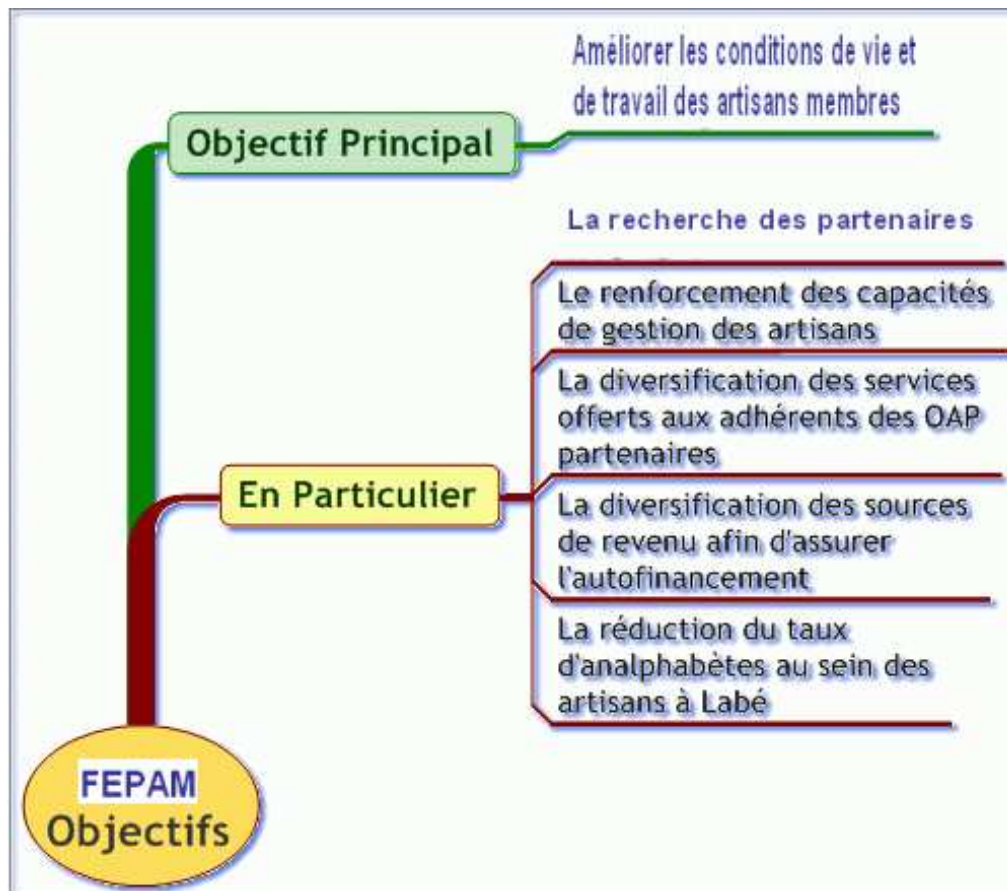 Améliorer les conditions de vie et
de travail des artisans membres
Objectif Principal
La recherche des partenaires
Le renforcement des capacités
de gestion des artisans
La diversification des services
offerts aux adhérents des OAP
partenaires
En Particulier
La diversification des sources
de revenu afin d'assurer
l'autofinancement
La réduction du taux
d'analphabètes au sein des
artisans à Labé
FEPAM
Objectifs